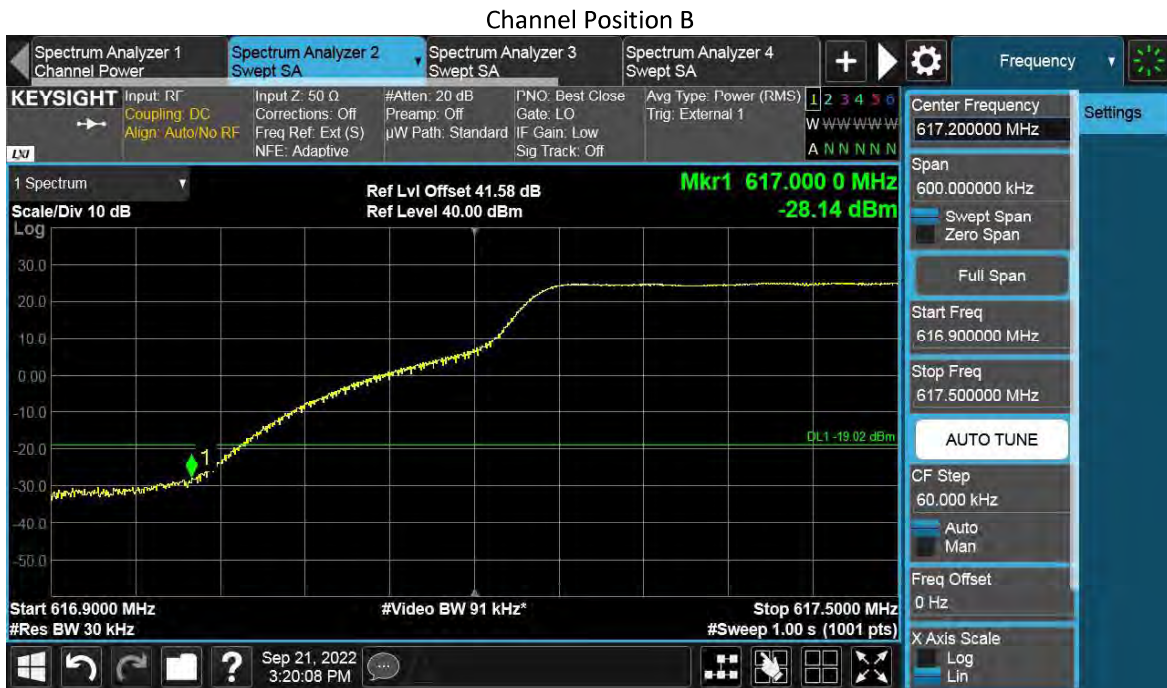 Channel Position B
Spectrum Analyzer 1
Channel Power
Spectrum Analyzer 2
Swept SA
Spectrum Analyzer 3
Swept SA
Spectrum Analyzer 4
Swept SA
Frequency
KEYSIGHT
LXI
Input: RF
Coupling: DC
Align: Auto/No RF
Input Z: 50 Ω
Corrections: Off
Freq Ref: Ext (S)
NFE: Adaptive
#Atten: 20 dB
Preamp: Off
µW Path: Standard
PNO: Best Close
Gate: LO
IF Gain: Low
Sig Track: Off
Avg Type: Power (RMS)
Trig: External 1
1 2 3 4 5 6
W W W W W W
A N N N N N
1 Spectrum
Scale/Div 10 dB
Log
Ref Lvl Offset 41.58 dB
Ref Level 40.00 dBm
Mkr1 617.000 0 MHz
-28.14 dBm
30.0
20.0
10.0
0.00
-10.0
-20.0
-30.0
-40.0
-50.0
DL1 -19.02 dBm
1
Start 616.9000 MHz
#Res BW 30 kHz
#Video BW 91 kHz*
Stop 617.5000 MHz
#Sweep 1.00 s (1001 pts)
Sep 21, 2022
3:20:08 PM
Center Frequency
617.200000 MHz
Settings
Span
600.000000 kHz
Swept Span
Zero Span
Full Span
Start Freq
616.900000 MHz
Stop Freq
617.500000 MHz
AUTO TUNE
CF Step
60.000 kHz
Auto
Man
Freq Offset
0 Hz
X Axis Scale
Log
Lin